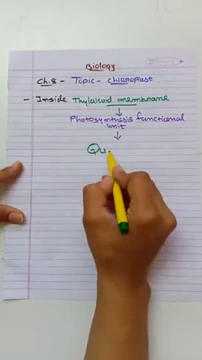 Biology
Ch:8 - Topic - chloroplast
- Inside Thylakoid membrane
Photosynthesis functional
unit
Qu